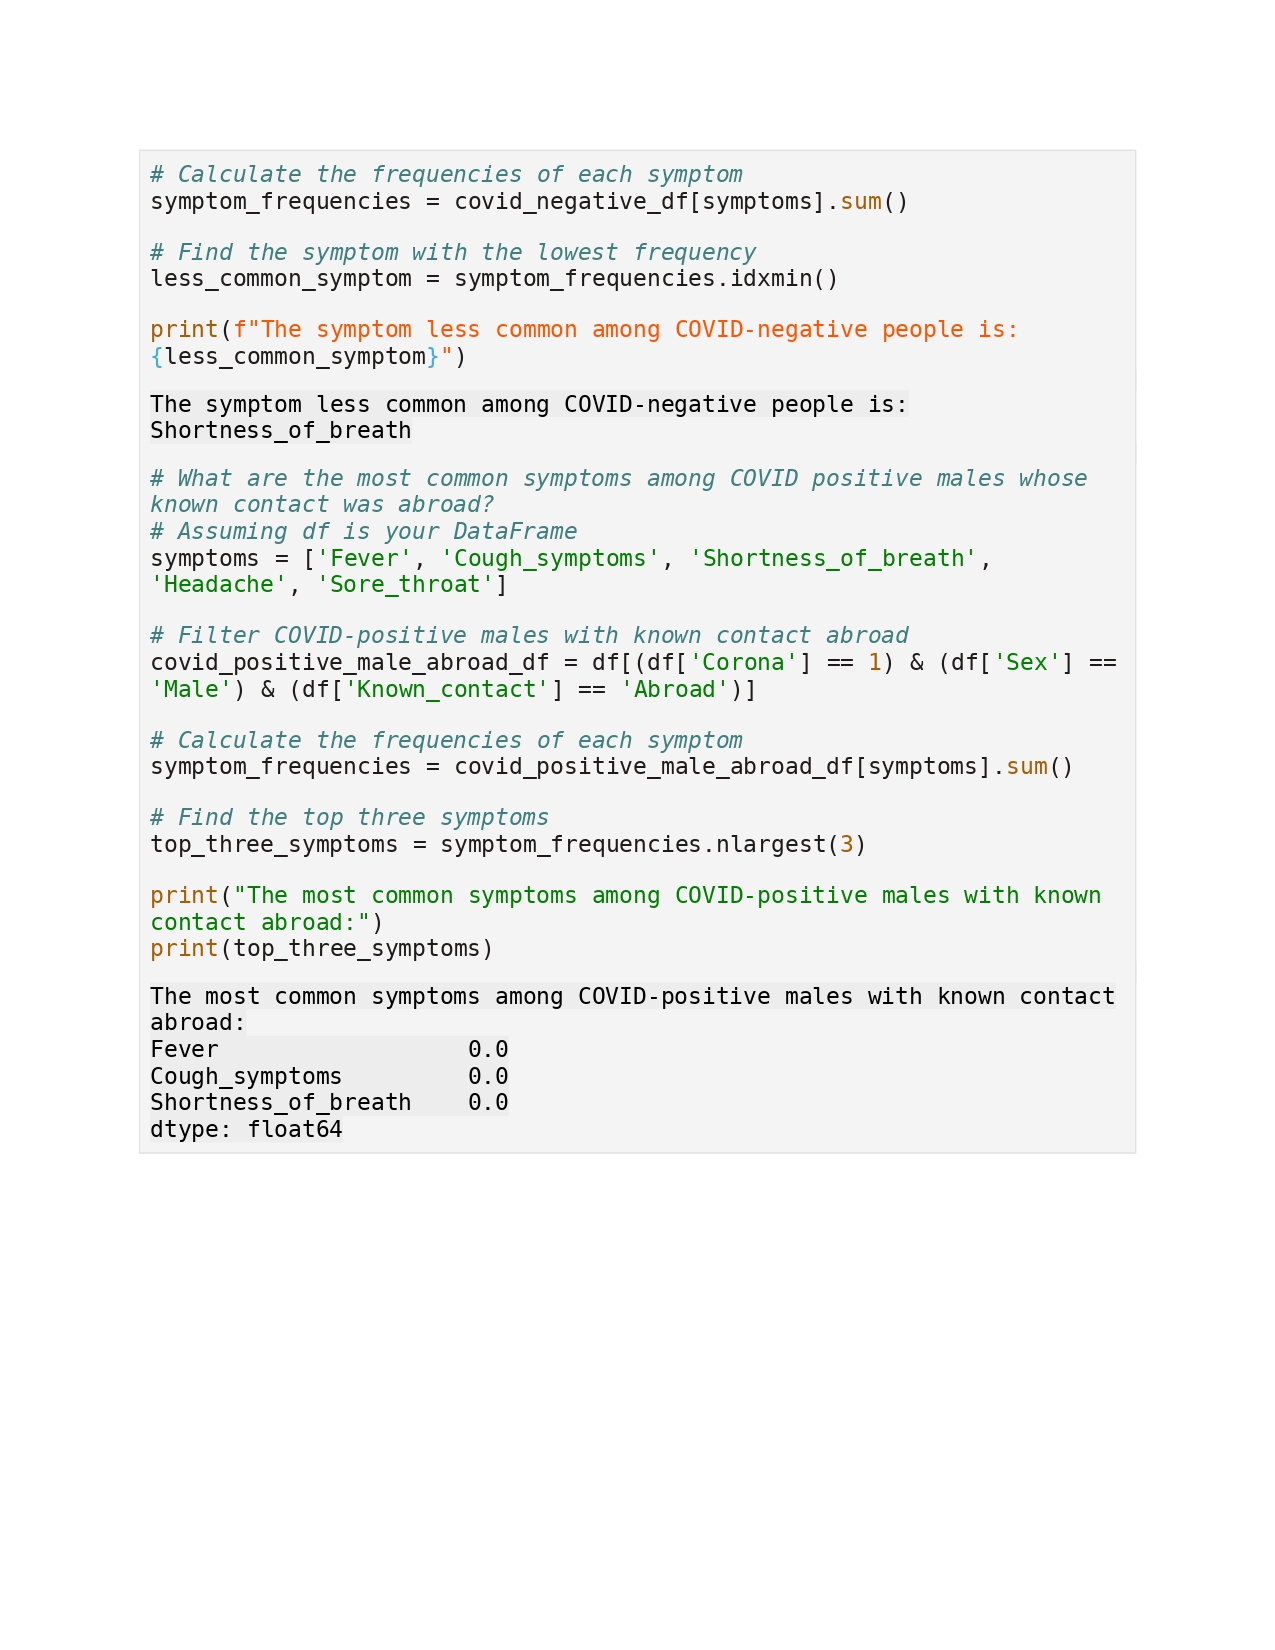 # Calculate the frequencies of each symptom
symptom_frequencies = covid_negative_df[symptoms].sum()
# Find the symptom with the lowest frequency
less_common_symptom = symptom_frequencies.idxmin()
print(f"The symptom less common among COVID-negative people is:
{less_common_symptom}")
The symptom less common among COVID-negative people is:
Shortness_of_breath
# What are the most common symptoms among COVID positive males whose
known contact was abroad?
# Assuming df is your DataFrame
symptoms = ['Fever', 'Cough_symptoms', 'Shortness_of_breath',
'Headache', 'Sore_throat']
# Filter COVID-positive males with known contact abroad
covid_positive_male_abroad_df = df[(df['Corona'] == 1) & (df['Sex'] ==
'Male') & (df['Known_contact'] == 'Abroad')]
# Calculate the frequencies of each symptom
symptom_frequencies = covid_positive_male_abroad_df[symptoms].sum()
# Find the top three symptoms
top_three_symptoms = symptom_frequencies.nlargest(3)
print("The most common symptoms among COVID-positive males with known
contact abroad:")
print(top_three_symptoms)
The most common symptoms among COVID-positive males with known contact
abroad:
Fever                  0.0
Cough_symptoms         0.0
Shortness_of_breath    0.0
dtype: float64